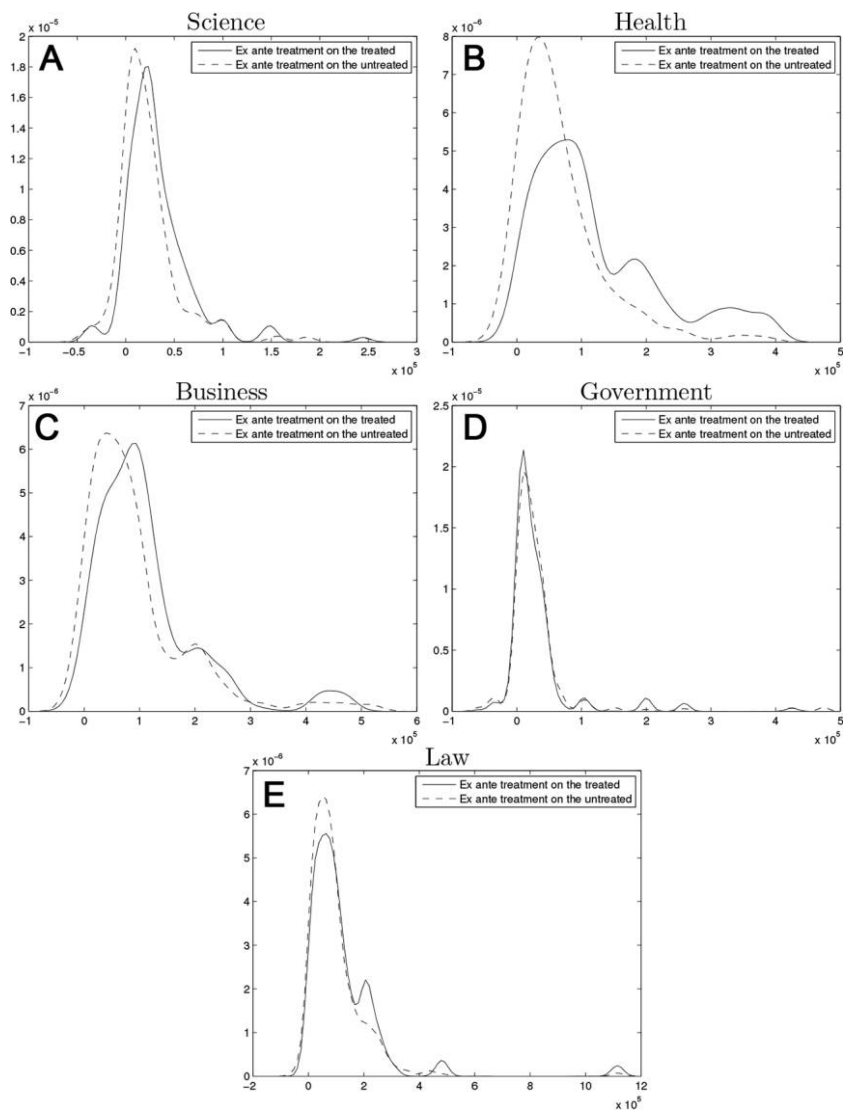 Science
x 10⁻⁵
A
Ex ante treatment on the treated
Ex ante treatment on the untreated
2
1.8
1.6
1.4
1.2
1
0.8
0.6
0.4
0.2
0
-1 -0.5 0 0.5 1 1.5 2 2.5 3
x 10⁵
Health
x 10⁻⁶
B
Ex ante treatment on the treated
Ex ante treatment on the untreated
8
7
6
5
4
3
2
1
0
-1 0 1 2 3 4 5
x 10⁵
Business
x 10⁻⁶
C
Ex ante treatment on the treated
Ex ante treatment on the untreated
7
6
5
4
3
2
1
0
-1 0 1 2 3 4 5 6
x 10⁵
Government
x 10⁻⁵
D
Ex ante treatment on the treated
Ex ante treatment on the untreated
2.5
2
1.5
1
0.5
0
-1 0 1 2 3 4 5
x 10⁵
Law
x 10⁻⁶
E
Ex ante treatment on the treated
Ex ante treatment on the untreated
7
6
5
4
3
2
1
0
-2 0 2 4 6 8 10 12
x 10⁵